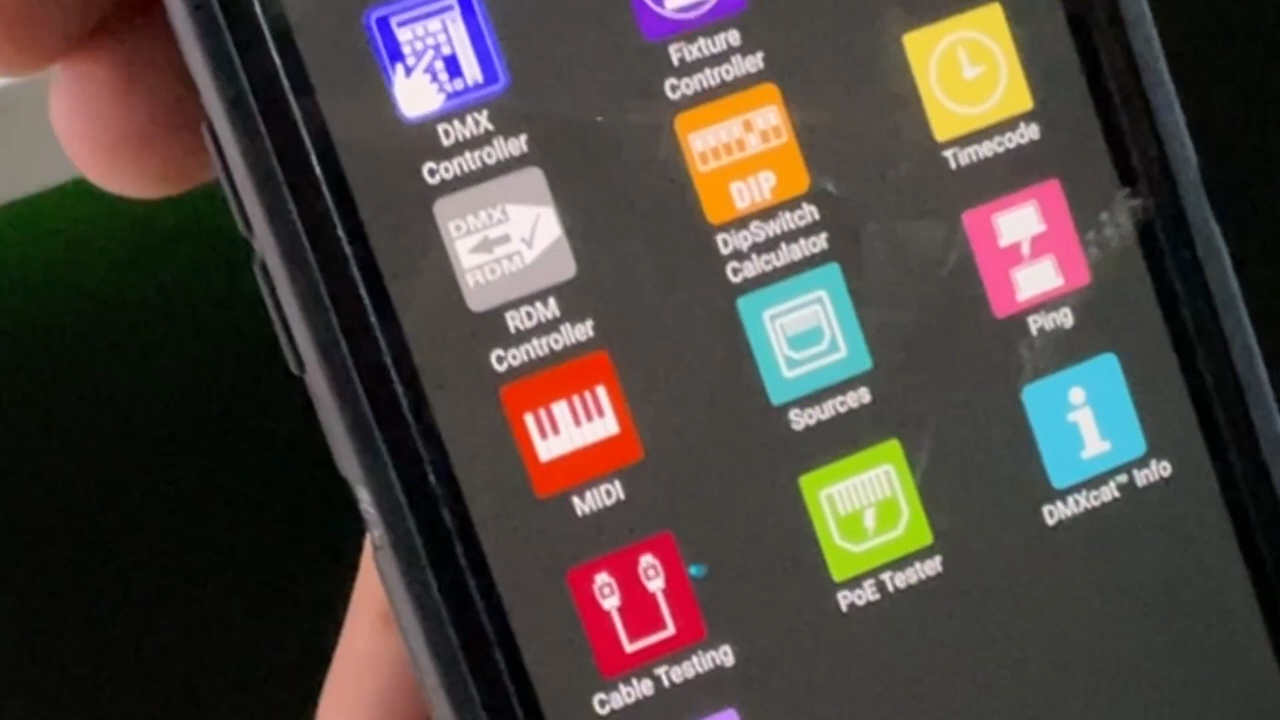 DMX
Controller
Fixture
Controller
Timecode
DMX
RDM
RDM
Controller
DIP
DipSwitch
Calculator
Ping
MIDI
Sources
DMXcat™ Info
Cable Testing
PoE Tester